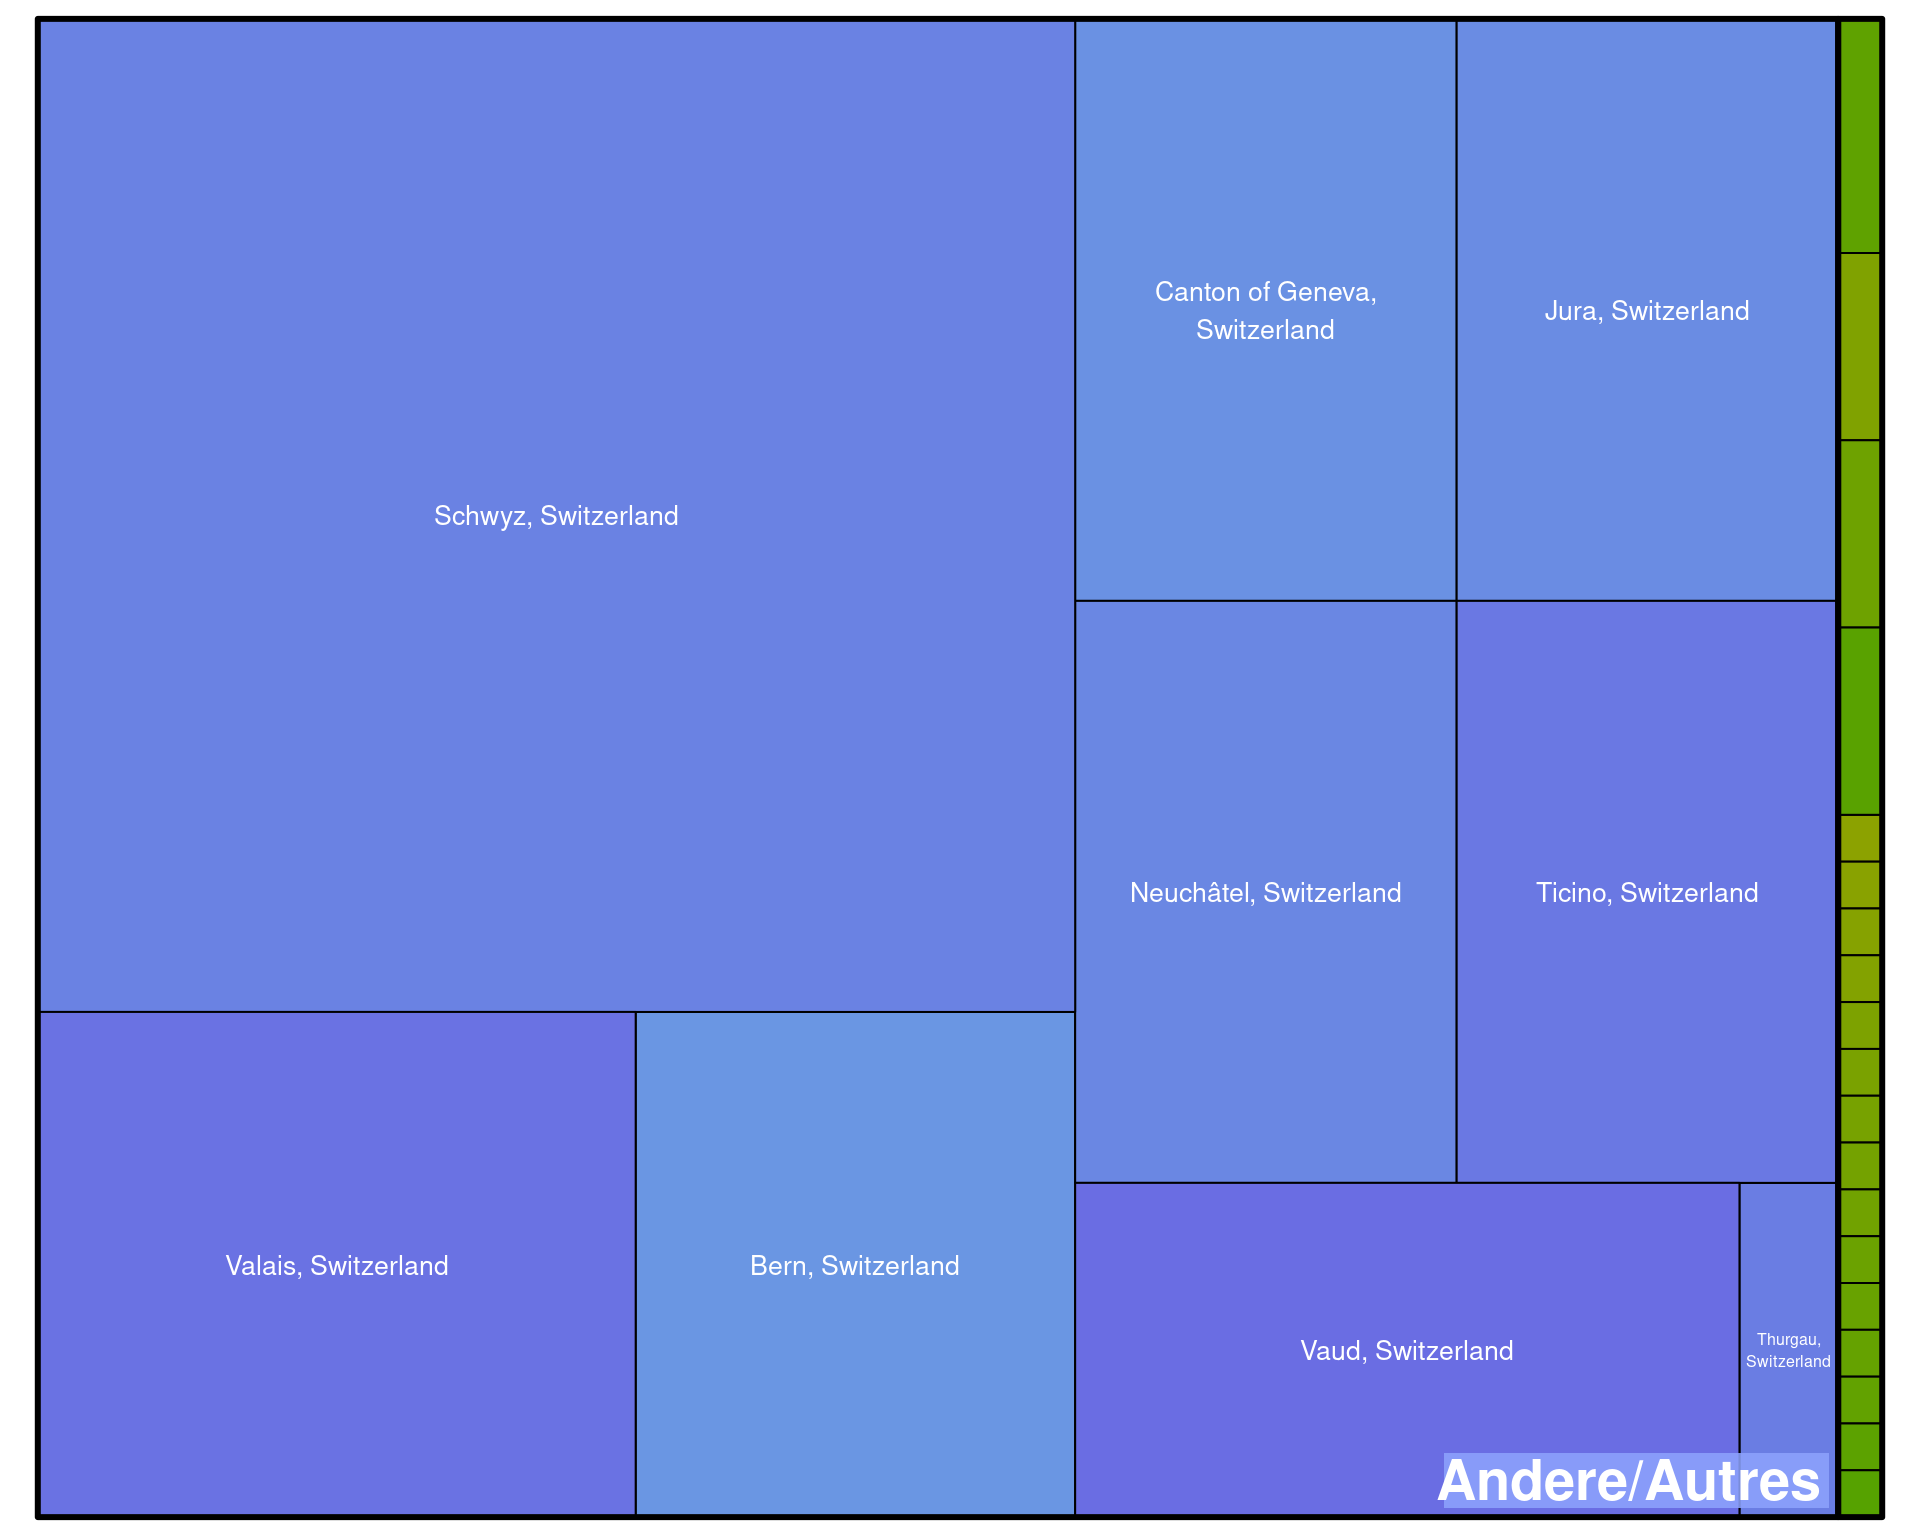 Canton of Geneva,
Switzerland
Jura, Switzerland
Schwyz, Switzerland
Neuchâtel, Switzerland
Ticino, Switzerland
Valais, Switzerland
Bern, Switzerland
Vaud, Switzerland
Thurgau,
Switzerland
Andere/Autres